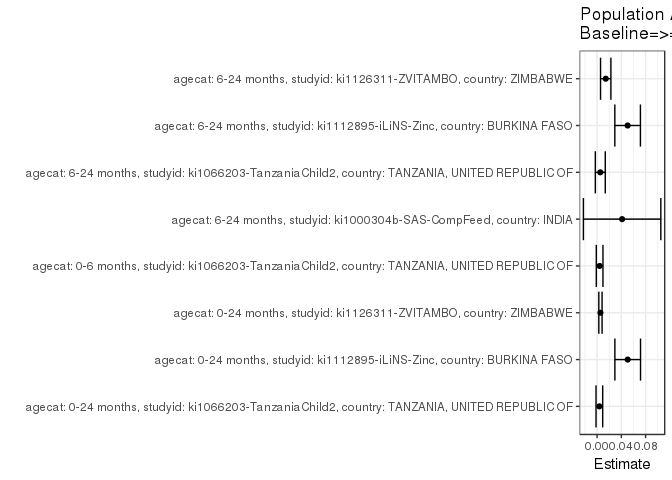 Population A
Baseline=>=
agecat: 6-24 months, studyid: ki1126311-ZVITAMBO, country: ZIMBABWE
agecat: 6-24 months, studyid: ki1112895-iLiNS-Zinc, country: BURKINA FASO
agecat: 6-24 months, studyid: ki1066203-TanzaniaChild2, country: TANZANIA, UNITED REPUBLIC OF
agecat: 6-24 months, studyid: ki1000304b-SAS-CompFeed, country: INDIA
agecat: 0-6 months, studyid: ki1066203-TanzaniaChild2, country: TANZANIA, UNITED REPUBLIC OF
agecat: 0-24 months, studyid: ki1126311-ZVITAMBO, country: ZIMBABWE
agecat: 0-24 months, studyid: ki1112895-iLiNS-Zinc, country: BURKINA FASO
agecat: 0-24 months, studyid: ki1066203-TanzaniaChild2, country: TANZANIA, UNITED REPUBLIC OF
0.00 0.04 0.08
Estimate